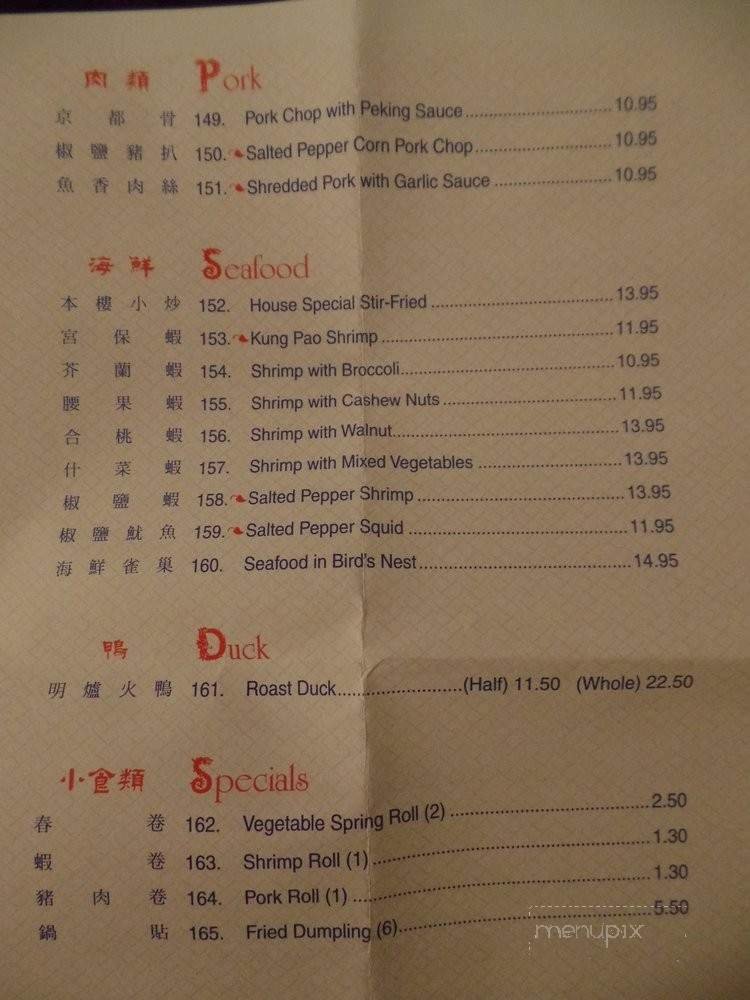 肉類 Pork
京都骨 149. Pork Chop with Peking Sauce 10.95
椒鹽豬扒 150. Salted Pepper Corn Pork Chop 10.95
魚香肉絲 151. Shredded Pork with Garlic Sauce 10.95
海鮮 Seafood
本樓小炒 152. House Special Stir-Fried 13.95
宮保蝦 153. Kung Pao Shrimp 11.95
芥蘭蝦 154. Shrimp with Broccoli 10.95
腰果蝦 155. Shrimp with Cashew Nuts 11.95
合桃蝦 156. Shrimp with Walnut 13.95
什菜蝦 157. Shrimp with Mixed Vegetables 13.95
椒鹽蝦 158. Salted Pepper Shrimp 13.95
椒鹽魷魚 159. Salted Pepper Squid 11.95
海鮮雀巢 160. Seafood in Bird's Nest 14.95
鴨 Duck
明爐火鴨 161. Roast Duck (Half) 11.50 (Whole) 22.50
小食類 Specials
春卷 162. Vegetable Spring Roll (2) 2.50
蝦卷 163. Shrimp Roll (1) 1.30
豬肉卷 164. Pork Roll (1) 1.30
鍋貼 165. Fried Dumpling (6) 5.50
menupix